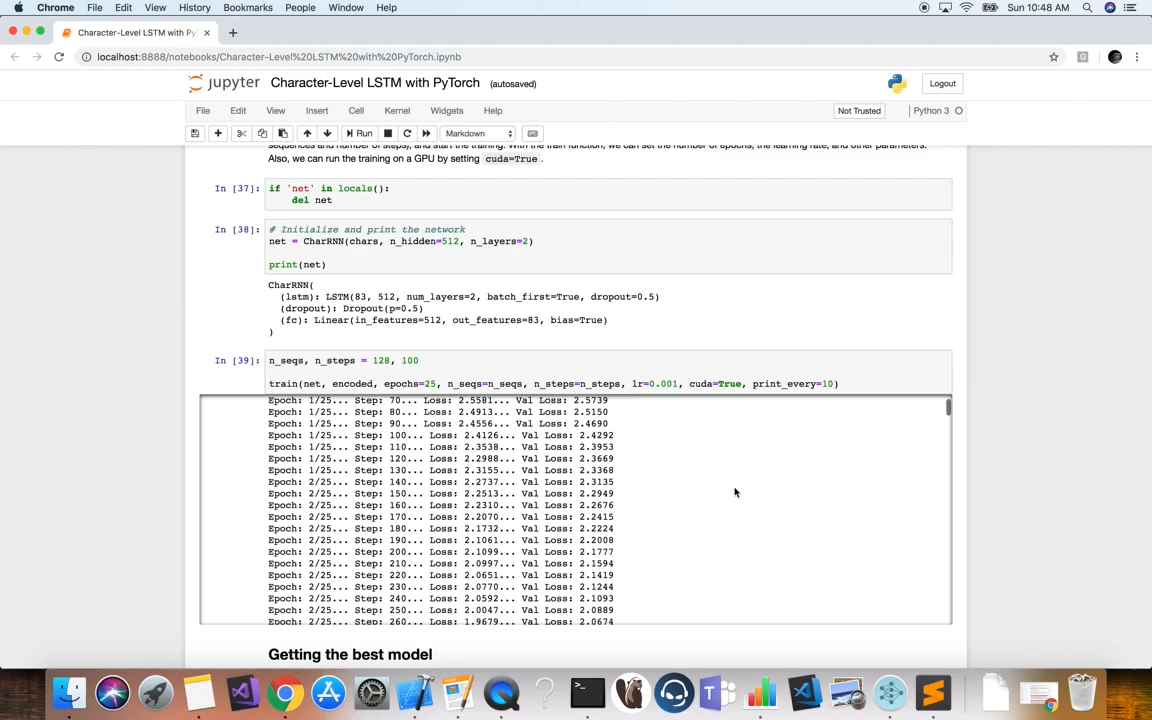 Chrome File Edit View History Bookmarks People Window Help Sun 10:48 AM
Character-Level LSTM with Py
localhost:8888/notebooks/Character-Level%20LSTM%20with%20PyTorch.ipynb
G
jupyter Character-Level LSTM with PyTorch (autosaved) Logout
File Edit View Insert Cell Kernel Widgets Help Not Trusted Python 3
Run Markdown
sequences and number of steps), and start the training. With the train function, we can set the number of epochs, the learning rate, and other parameters.
Also, we can run the training on a GPU by setting cuda=True .
In [37]: if 'net' in locals():
del net
In [38]: # Initialize and print the network
net = CharRNN(chars, n_hidden=512, n_layers=2)
print(net)
CharRNN(
(lstm): LSTM(83, 512, num_layers=2, batch_first=True, dropout=0.5)
(dropout): Dropout(p=0.5)
(fc): Linear(in_features=512, out_features=83, bias=True)
)
In [39]: n_seqs, n_steps = 128, 100
train(net, encoded, epochs=25, n_seqs=n_seqs, n_steps=n_steps, lr=0.001, cuda=True, print_every=10)
Epoch: 1/25... Step: 70... Loss: 2.5581... Val Loss: 2.5739
Epoch: 1/25... Step: 80... Loss: 2.4913... Val Loss: 2.5150
Epoch: 1/25... Step: 90... Loss: 2.4556... Val Loss: 2.4690
Epoch: 1/25... Step: 100... Loss: 2.4126... Val Loss: 2.4292
Epoch: 1/25... Step: 110... Loss: 2.3538... Val Loss: 2.3953
Epoch: 1/25... Step: 120... Loss: 2.2988... Val Loss: 2.3669
Epoch: 1/25... Step: 130... Loss: 2.3155... Val Loss: 2.3368
Epoch: 2/25... Step: 140... Loss: 2.2737... Val Loss: 2.3135
Epoch: 2/25... Step: 150... Loss: 2.2513... Val Loss: 2.2949
Epoch: 2/25... Step: 160... Loss: 2.2310... Val Loss: 2.2676
Epoch: 2/25... Step: 170... Loss: 2.2070... Val Loss: 2.2415
Epoch: 2/25... Step: 180... Loss: 2.1732... Val Loss: 2.2224
Epoch: 2/25... Step: 190... Loss: 2.1061... Val Loss: 2.2008
Epoch: 2/25... Step: 200... Loss: 2.1099... Val Loss: 2.1777
Epoch: 2/25... Step: 210... Loss: 2.0997... Val Loss: 2.1594
Epoch: 2/25... Step: 220... Loss: 2.0651... Val Loss: 2.1419
Epoch: 2/25... Step: 230... Loss: 2.0770... Val Loss: 2.1244
Epoch: 2/25... Step: 240... Loss: 2.0592... Val Loss: 2.1093
Epoch: 2/25... Step: 250... Loss: 2.0047... Val Loss: 2.0889
Epoch: 2/25... Step: 260... Loss: 1.9679... Val Loss: 2.0674
Getting the best model